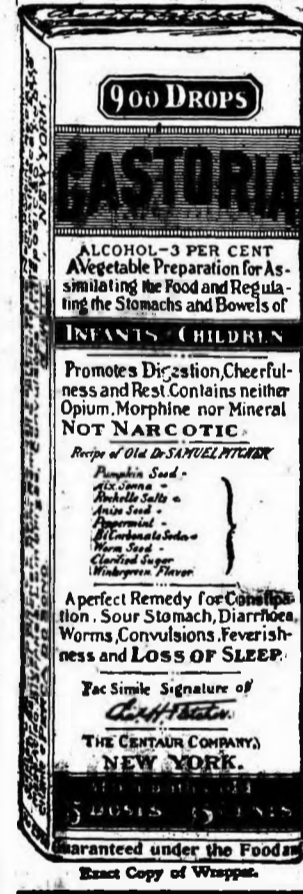 900 DROPS
CASTORIA
ALCOHOL-3 PER CENT
A Vegetable Preparation for As-
similating the Food and Regula-
ting the Stomachs and Bowels of
INFANTS CHILDREN
Promotes Digestion, Cheerful-
ness and Rest. Contains neither
Opium, Morphine nor Mineral
NOT NARCOTIC.
Recipe of Old Dr SAMUEL PITCHER
Pumpkin Seed -
Alx. Senna -
Rochelle Salts -
Anise Seed -
Peppermint -
Bi Carbonate Soda -
Worm Seed -
Clarified Sugar
Wintergreen Flavor
A perfect Remedy for Constipa-
tion, Sour Stomach, Diarrhoea,
Worms, Convulsions, Feverish-
ness and LOSS OF SLEEP.
Fac Simile Signature of
Chas. H. Fletcher.
THE CENTAUR COMPANY,
NEW YORK.
Guaranteed under the Food an
Exact Copy of Wrapper.